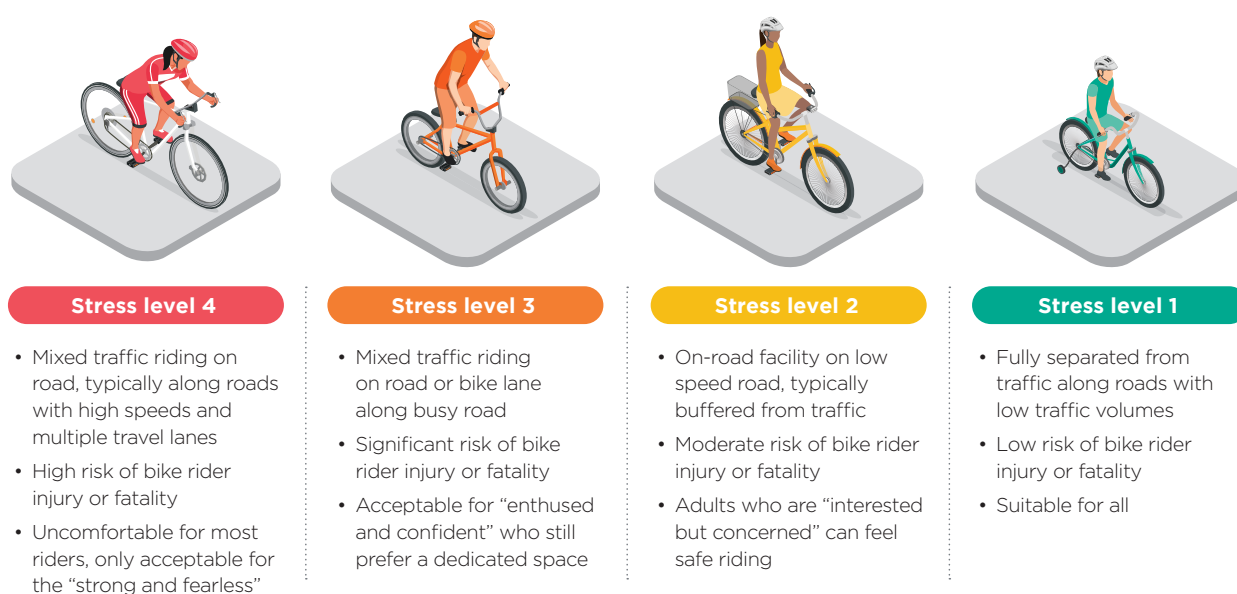 Stress level 4
• Mixed traffic riding on
road, typically along roads
with high speeds and
multiple travel lanes
• High risk of bike rider
injury or fatality
• Uncomfortable for most
riders, only acceptable for
the “strong and fearless”
Stress level 3
• Mixed traffic riding
on road or bike lane
along busy road
• Significant risk of bike
rider injury or fatality
• Acceptable for “enthused
and confident” who still
prefer a dedicated space
Stress level 2
• On-road facility on low
speed road, typically
buffered from traffic
• Moderate risk of bike rider
injury or fatality
• Adults who are “interested
but concerned” can feel
safe riding
Stress level 1
• Fully separated from
traffic along roads with
low traffic volumes
• Low risk of bike rider
injury or fatality
• Suitable for all